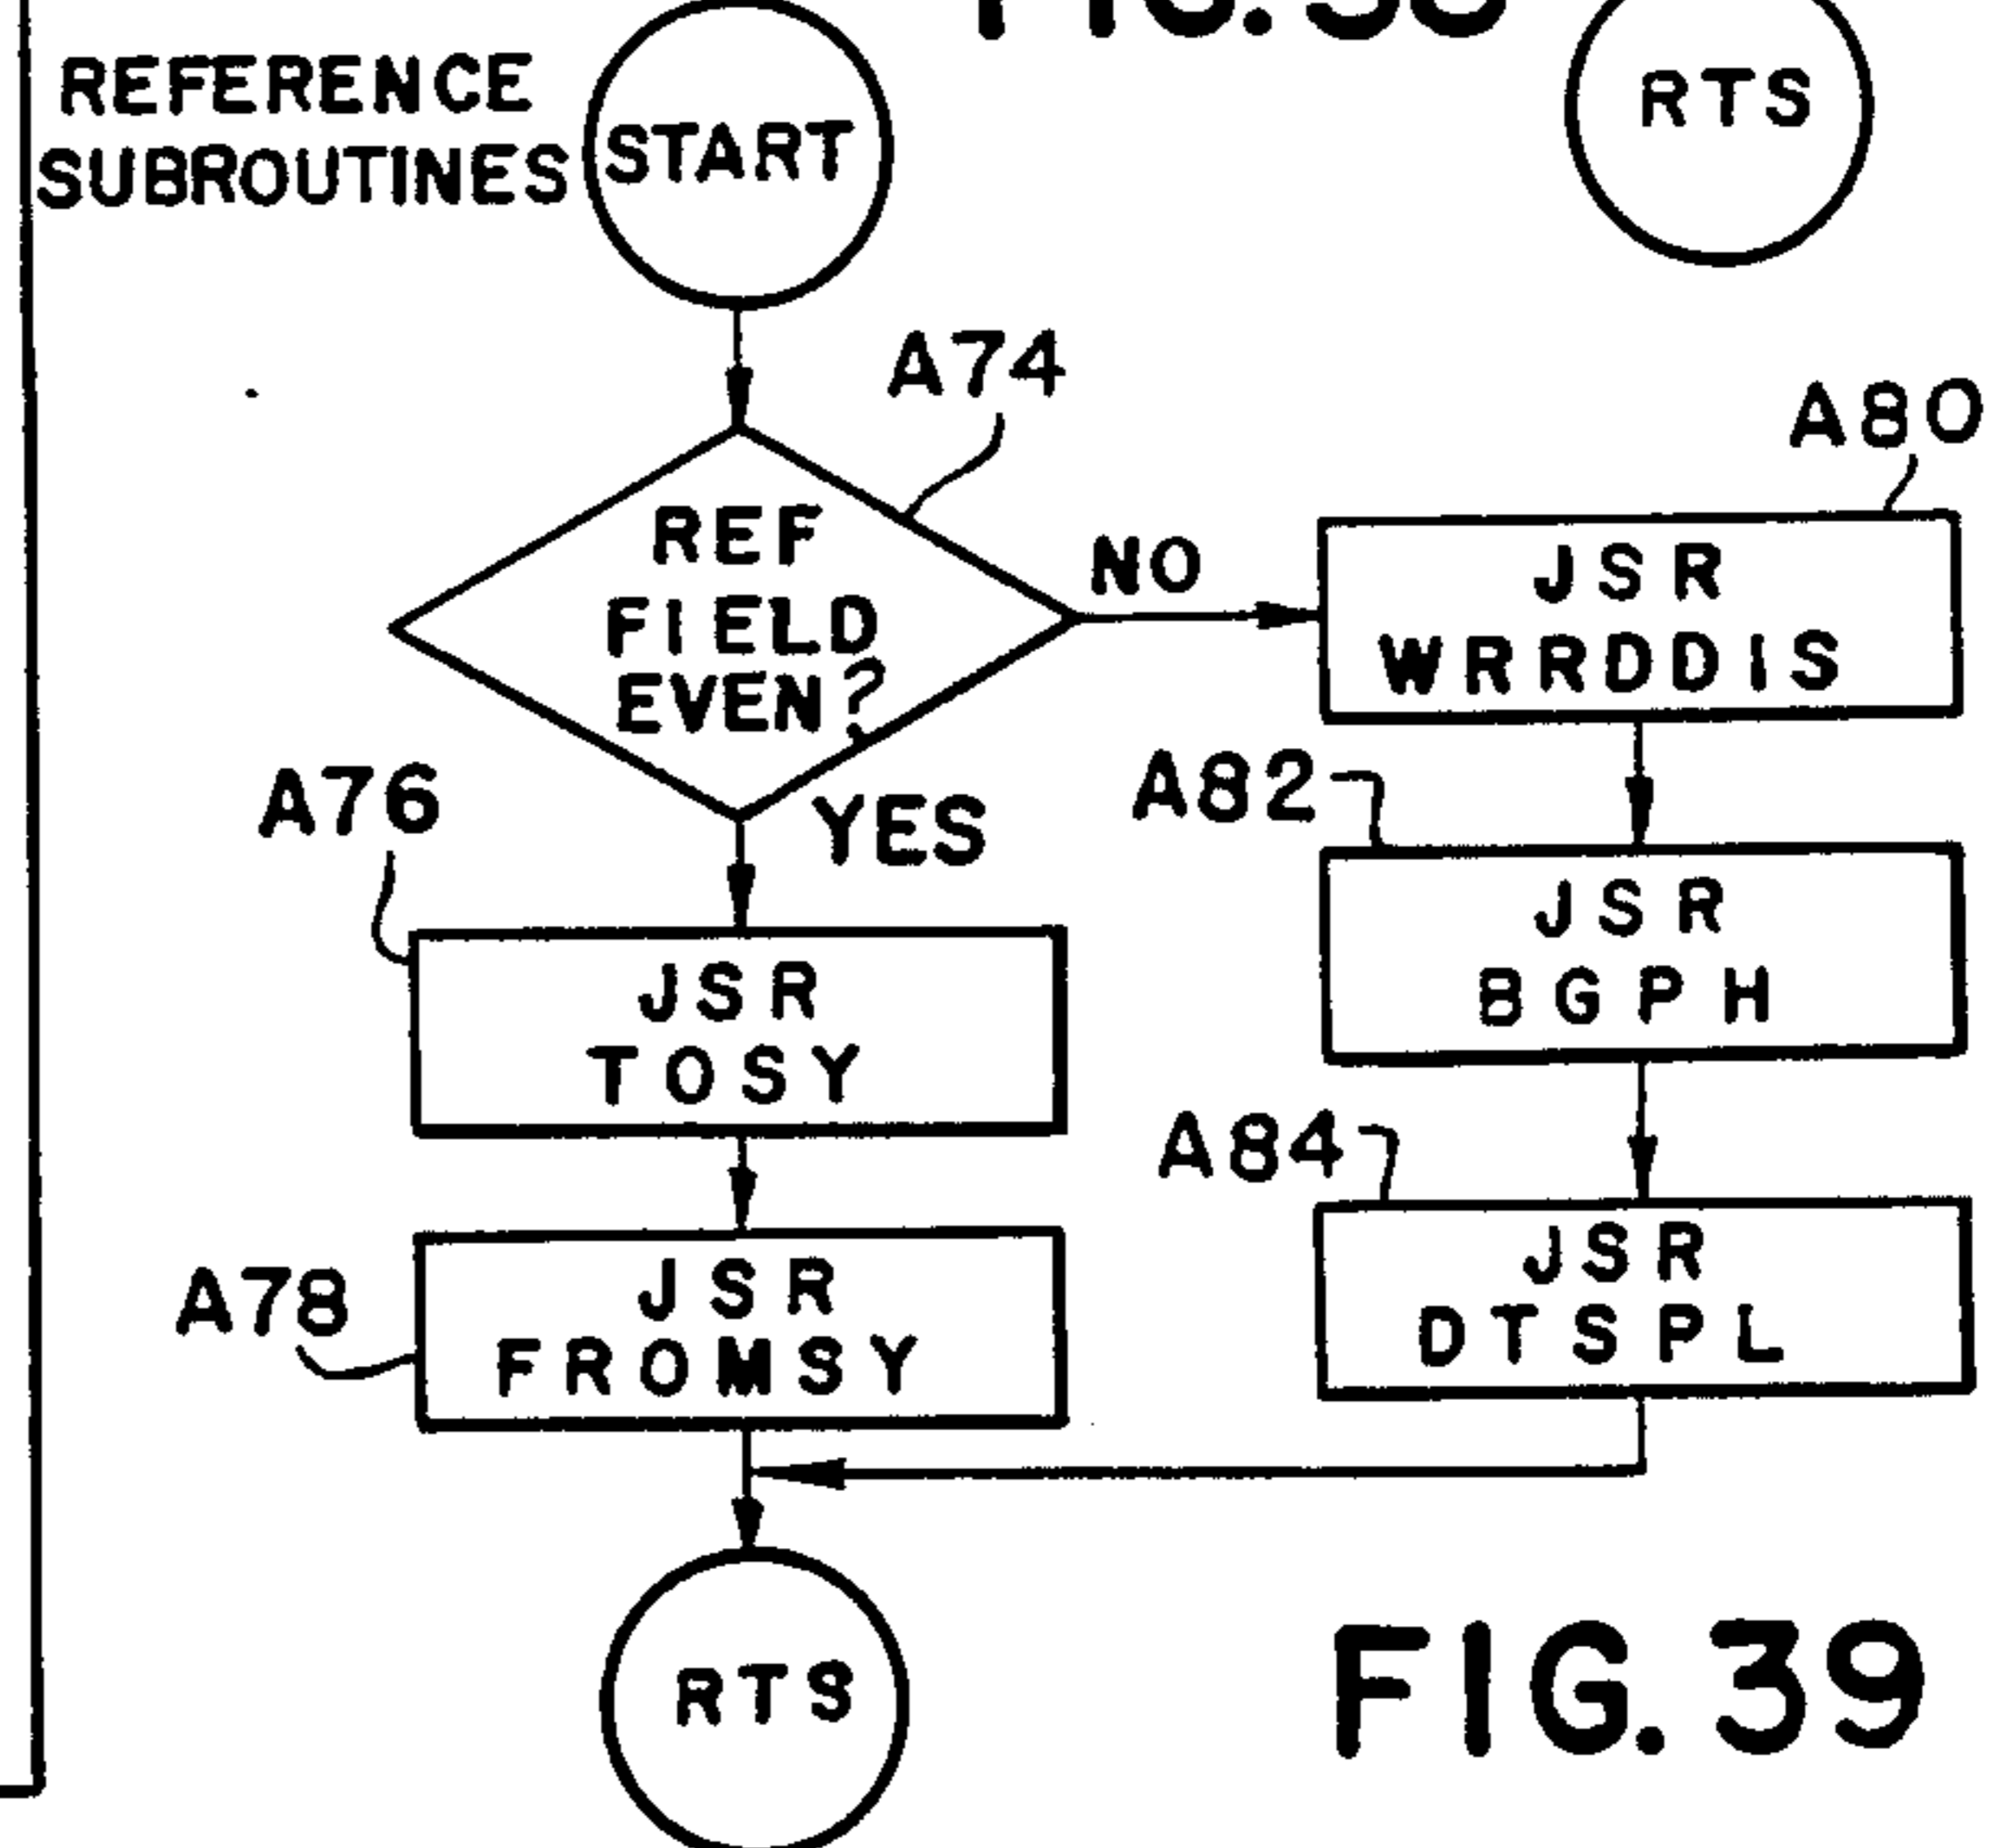 REFERENCE
SUBROUTINES
START
RTS
A74
REF
FIELD
EVEN?
NO
YES
A80
JSR
WRRDDIS
A82
JSR
BGPH
A84
JSR
DTSPL
A76
JSR
TOSY
A78
JSR
FROMSY
RTS
FIG. 39